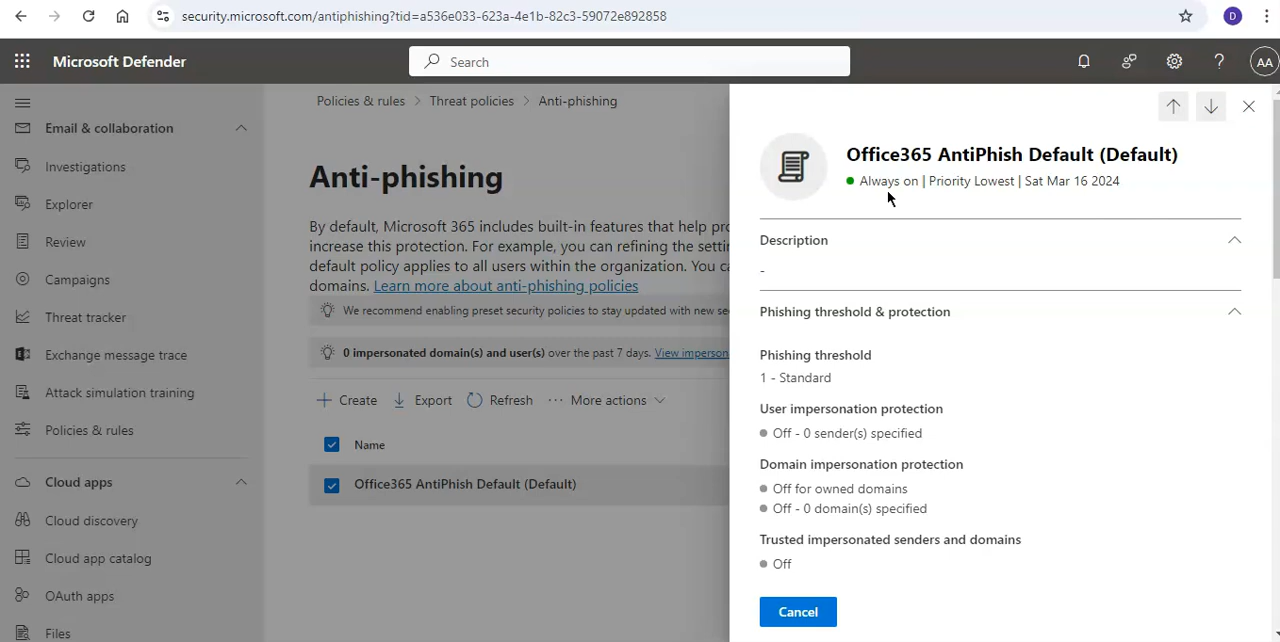 security.microsoft.com/antiphishing?tid=a536e033-623a-4e1b-82c3-59072e892858
D
Microsoft Defender
Search
AA
Email & collaboration
Investigations
Explorer
Review
Campaigns
Threat tracker
Exchange message trace
Attack simulation training
Policies & rules
Cloud apps
Cloud discovery
Cloud app catalog
OAuth apps
Files
Policies & rules > Threat policies > Anti-phishing
Anti-phishing
By default, Microsoft 365 includes built-in features that help pro
increase this protection. For example, you can refining the setti
default policy applies to all users within the organization. You ca
domains. Learn more about anti-phishing policies
We recommend enabling preset security policies to stay updated with new se
0 impersonated domain(s) and user(s) over the past 7 days. View imperson
Create Export Refresh ··· More actions
Name
Office365 AntiPhish Default (Default)
Office365 AntiPhish Default (Default)
Always on | Priority Lowest | Sat Mar 16 2024
Description
-
Phishing threshold & protection
Phishing threshold
1 - Standard
User impersonation protection
Off - 0 sender(s) specified
Domain impersonation protection
Off for owned domains
Off - 0 domain(s) specified
Trusted impersonated senders and domains
Off
Cancel